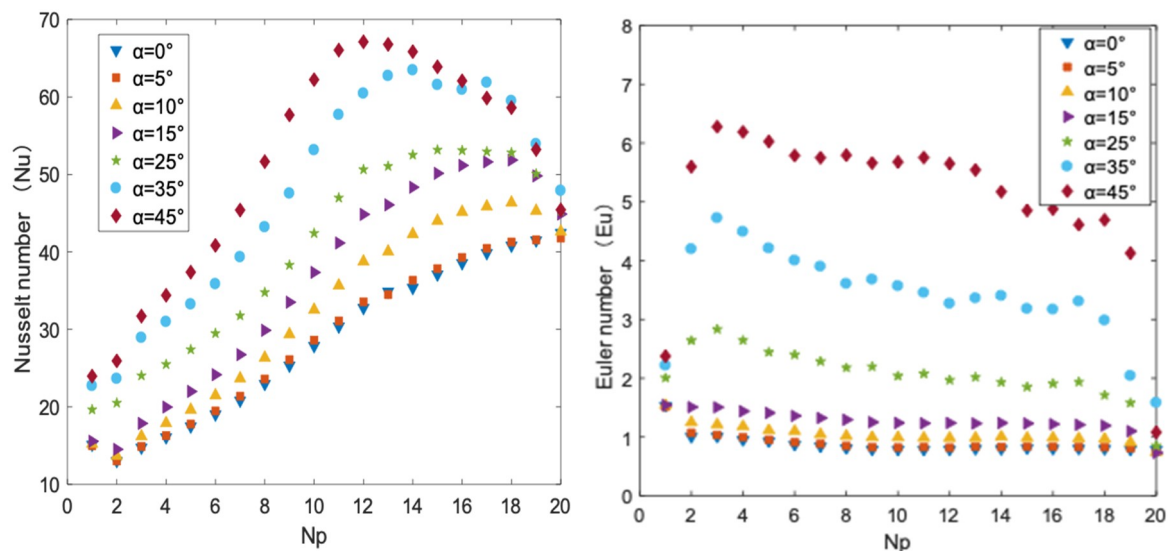 70
60
50
40
30
20
10
Nusselt number （Nu）
α=0°
α=5°
α=10°
α=15°
α=25°
α=35°
α=45°
0 2 4 6 8 10 12 14 16 18 20
Np
8
7
6
5
4
3
2
1
0
Euler number （Eu）
α=0°
α=5°
α=10°
α=15°
α=25°
α=35°
α=45°
0 2 4 6 8 10 12 14 16 18 20
Np